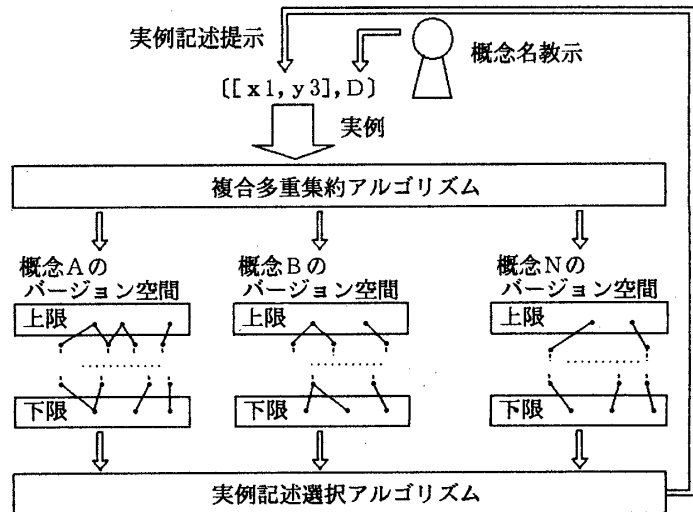 実例記述提示
概念名教示
〔[x1,y3],D〕
実例
複合多重集約アルゴリズム
概念Aの
バージョン空間
上限
下限
概念Bの
バージョン空間
上限
下限
概念Nの
バージョン空間
上限
下限
実例記述選択アルゴリズム